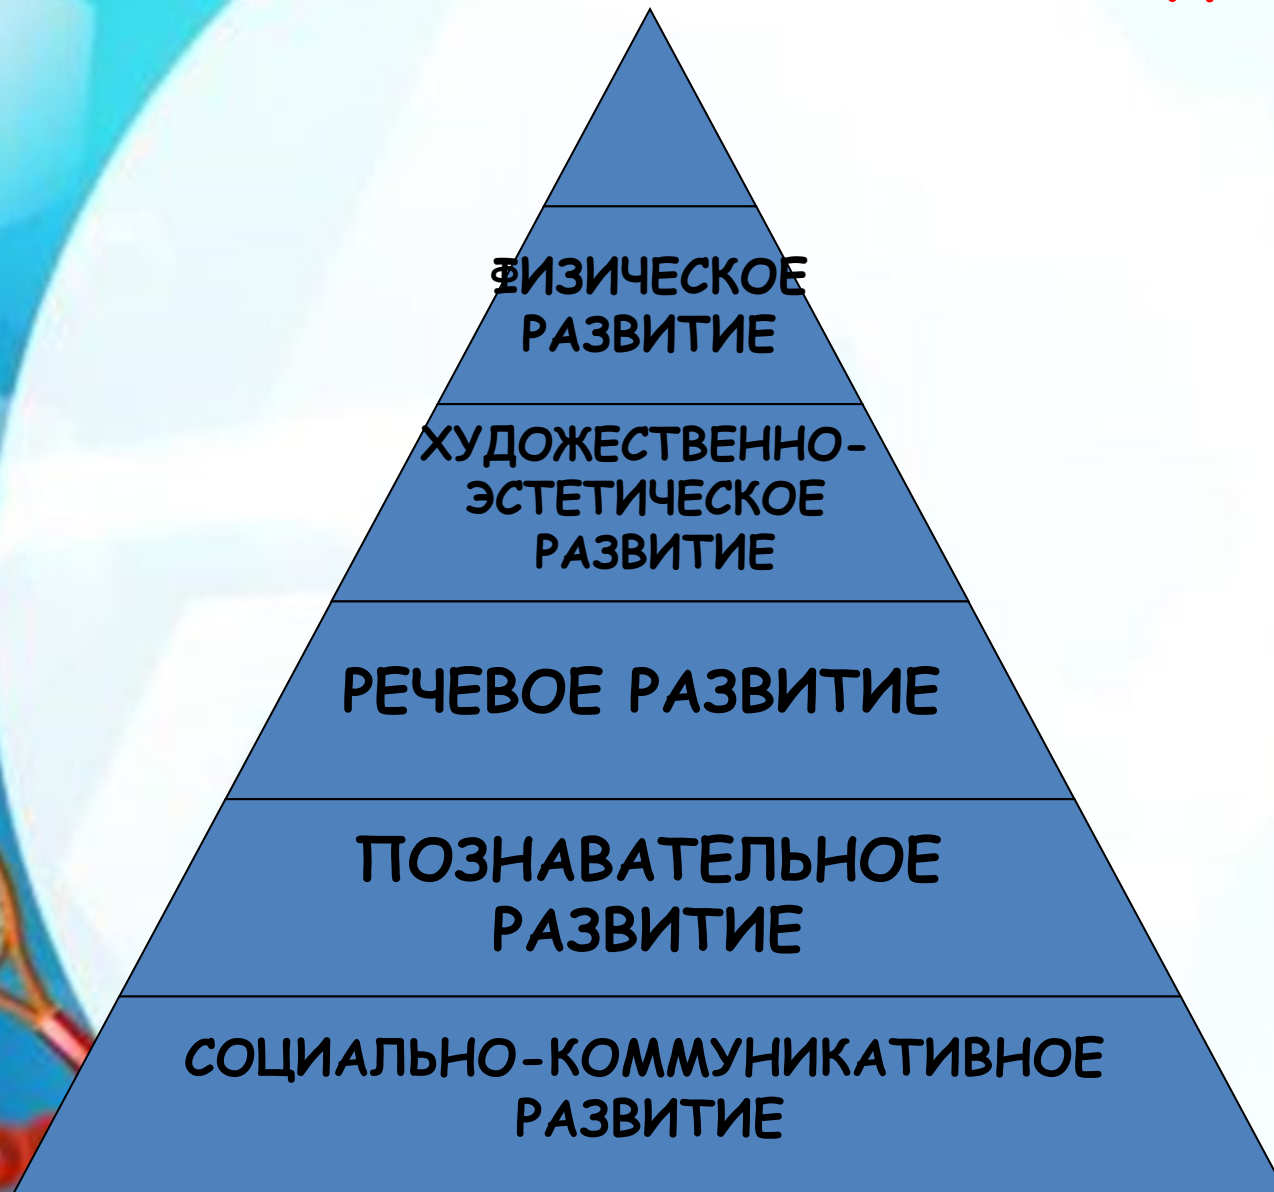 ФИЗИЧЕСКОЕ
РАЗВИТИЕ
ХУДОЖЕСТВЕННО-
ЭСТЕТИЧЕСКОЕ
РАЗВИТИЕ
РЕЧЕВОЕ РАЗВИТИЕ
ПОЗНАВАТЕЛЬНОЕ
РАЗВИТИЕ
СОЦИАЛЬНО-КОММУНИКАТИВНОЕ
РАЗВИТИЕ